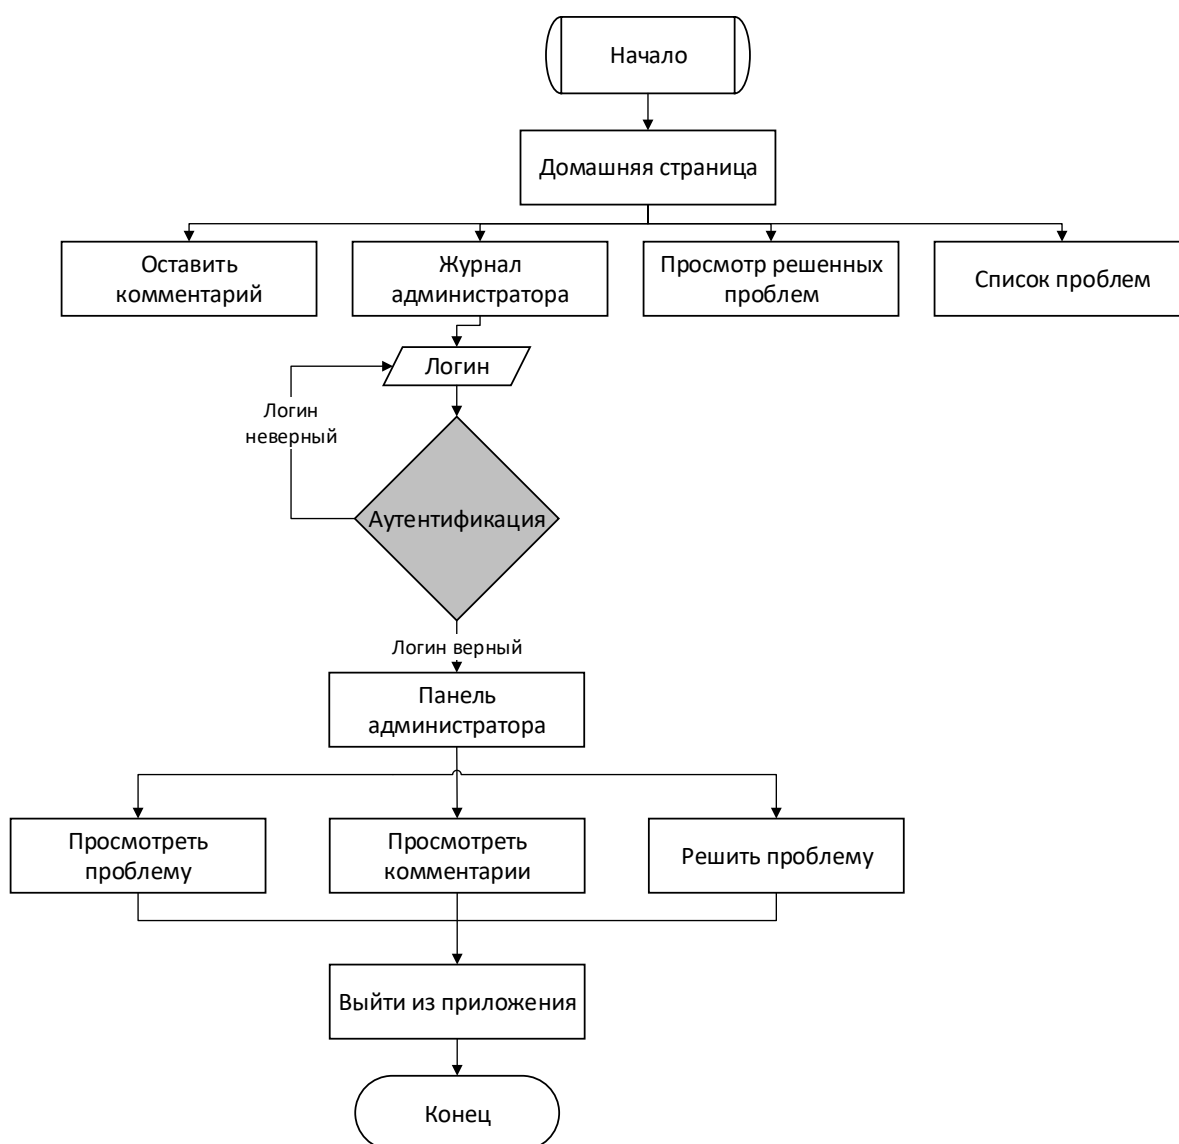 Начало
Домашняя страница
Оставить
комментарий
Журнал
администратора
Просмотр решенных
проблем
Список проблем
Логин
Логин
неверный
Аутентификация
Логин верный
Панель
администратора
Просмотреть
проблему
Просмотреть
комментарии
Решить проблему
Выйти из приложения
Конец